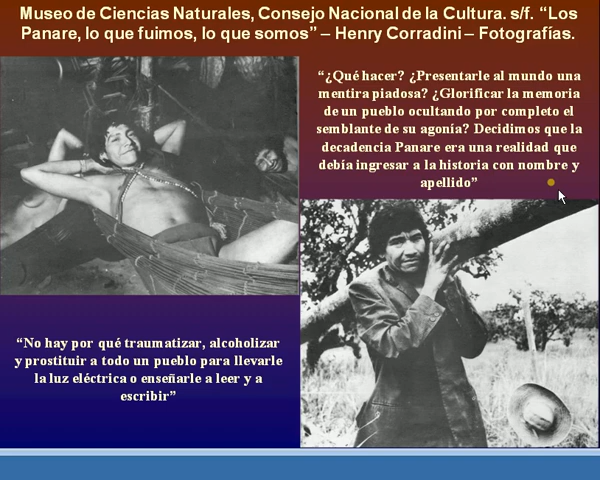 Museo de Ciencias Naturales, Consejo Nacional de la Cultura. s/f. “Los
Panare, lo que fuimos, lo que somos” – Henry Corradini – Fotografías.
“¿Qué hacer? ¿Presentarle al mundo una
mentira piadosa? ¿Glorificar la memoria
de un pueblo ocultando por completo el
semblante de su agonía? Decidimos que la
decadencia Panare era una realidad que
debía ingresar a la historia con nombre y
apellido”
“No hay por qué traumatizar, alcoholizar
y prostituir a todo un pueblo para llevarle
la luz eléctrica o enseñarle a leer y a
escribir”